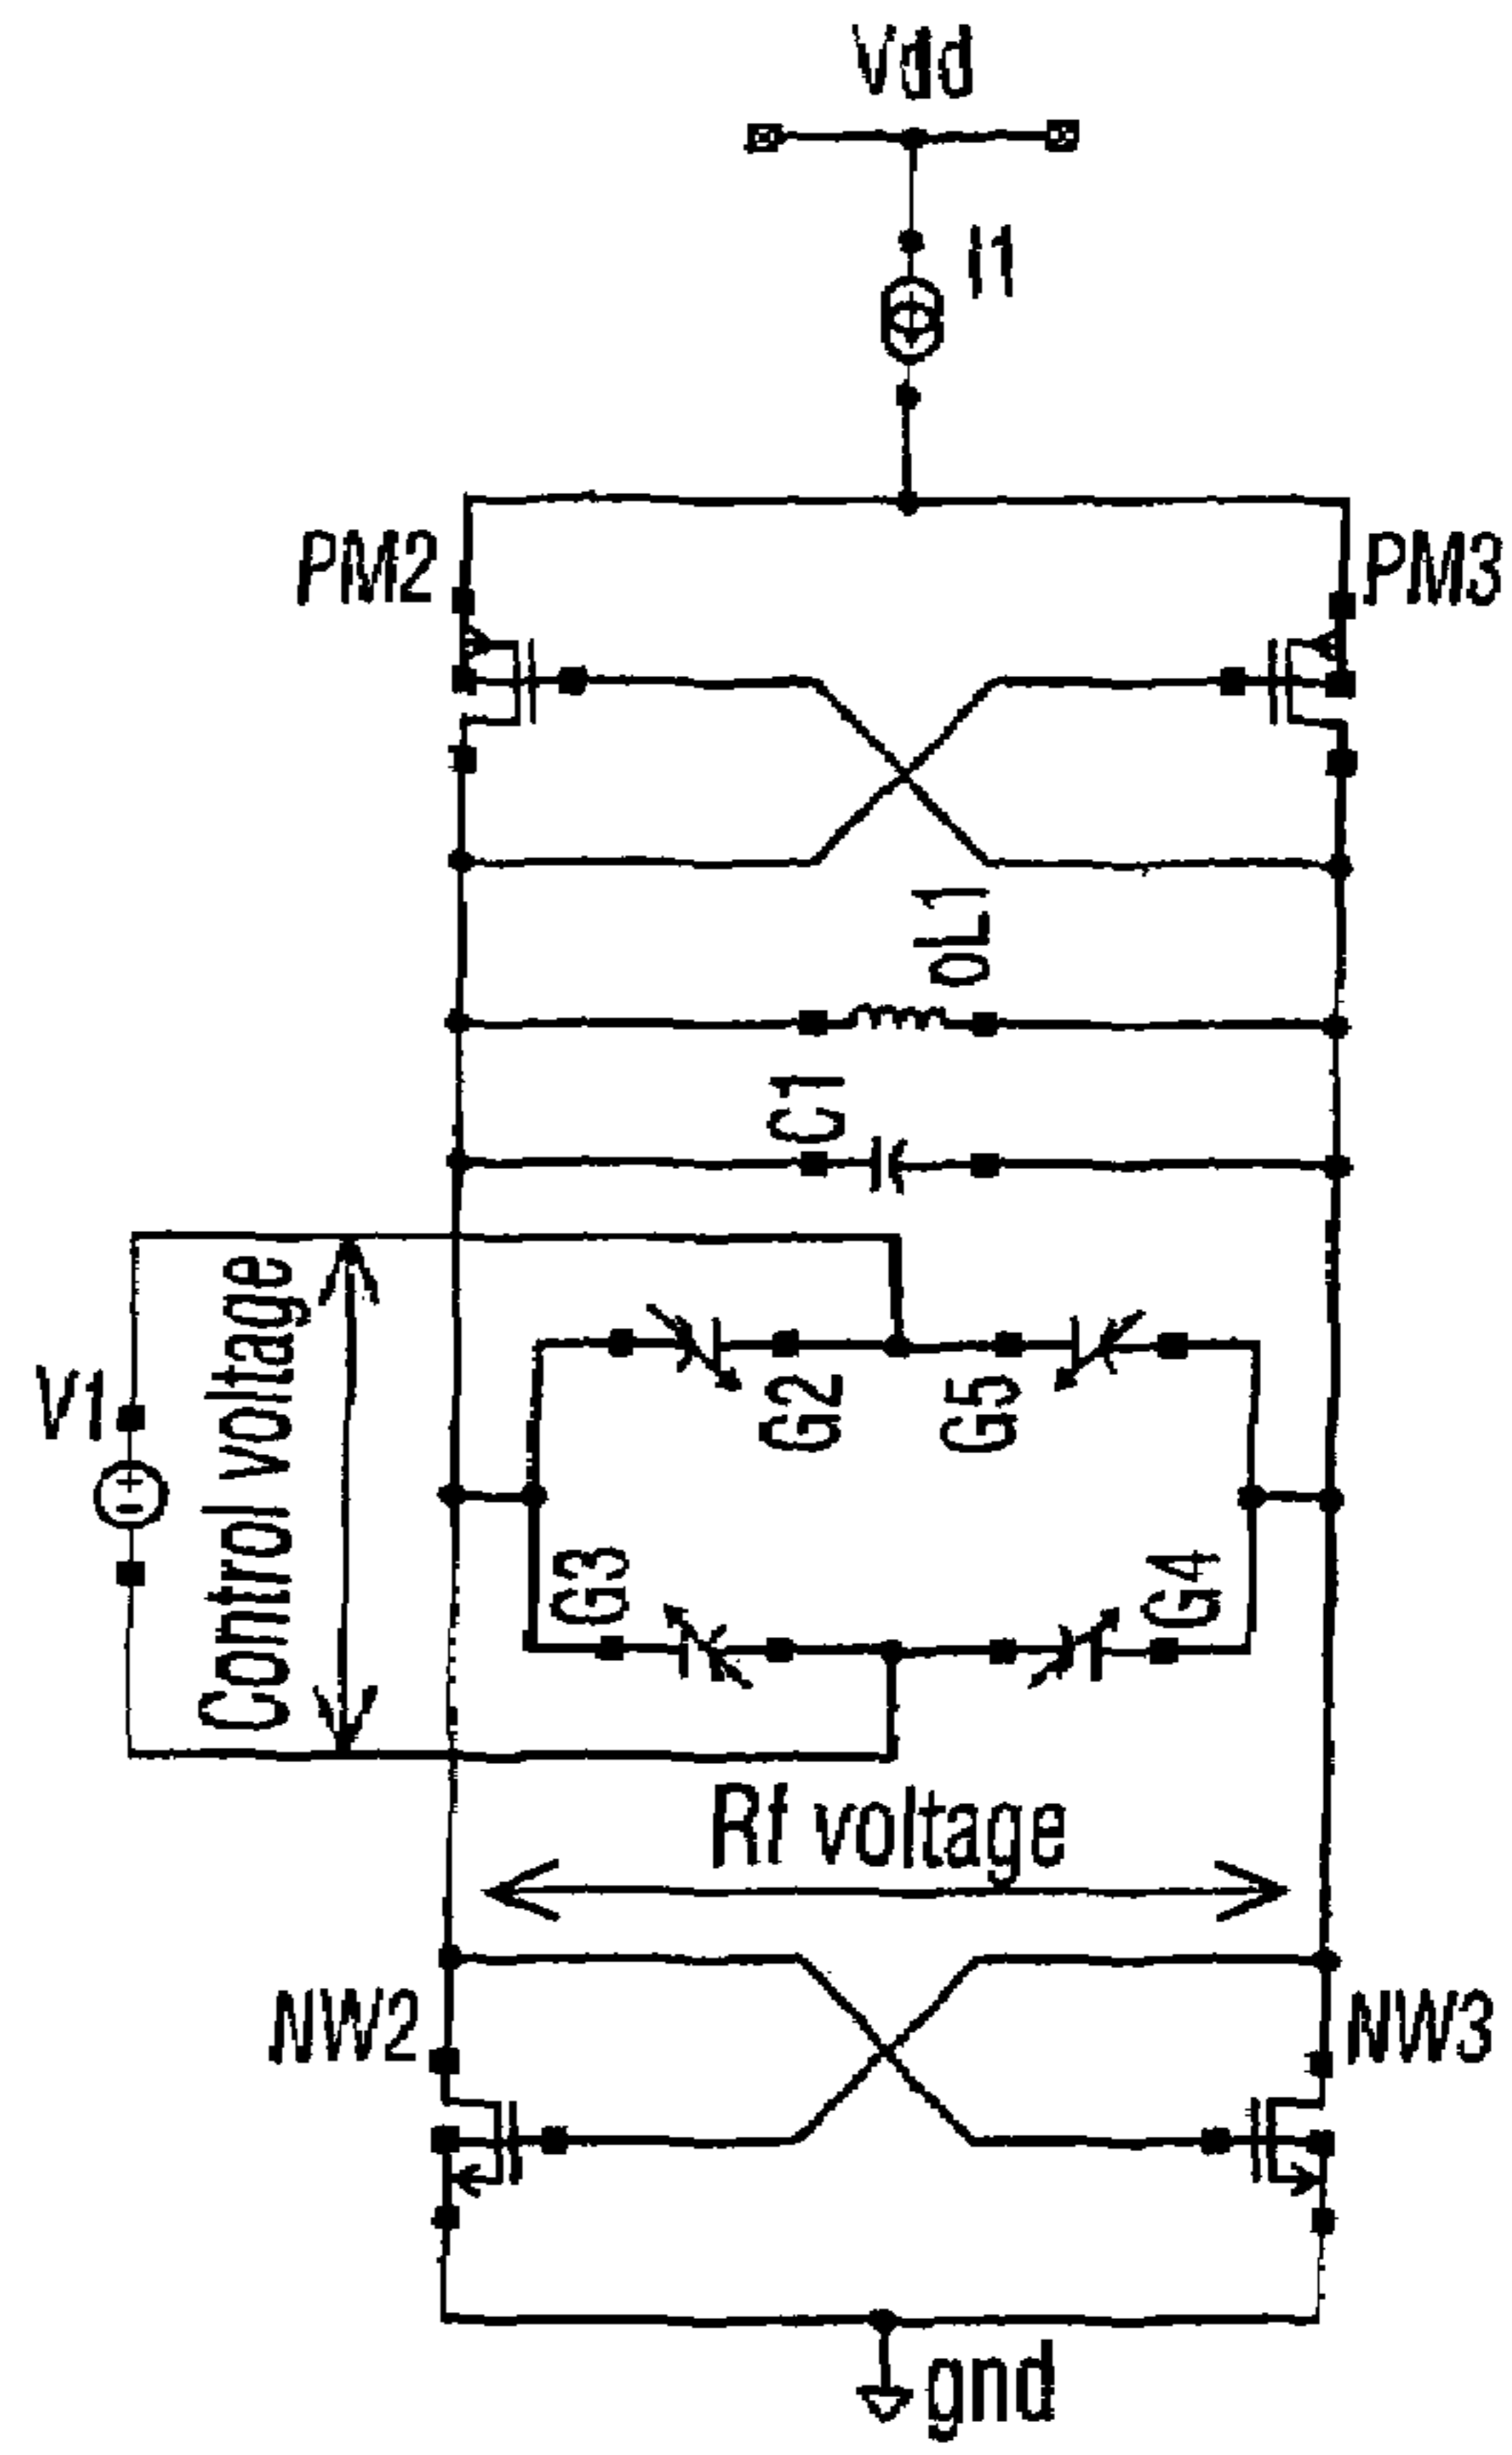 Vdd
I1
PM2
PM3
oL1
C1
V1
Control voltage
G2
G5
G3
G4
Rf voltage
NW2
NW3
gnd